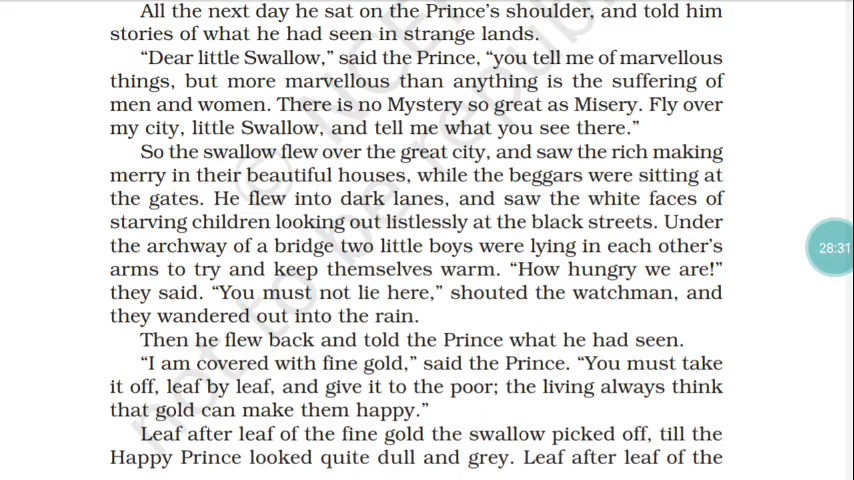 All the next day he sat on the Prince's shoulder, and told him
stories of what he had seen in strange lands.
“Dear little Swallow,” said the Prince, “you tell me of marvellous
things, but more marvellous than anything is the suffering of
men and women. There is no Mystery so great as Misery. Fly over
my city, little Swallow, and tell me what you see there.”
So the swallow flew over the great city, and saw the rich making
merry in their beautiful houses, while the beggars were sitting at
the gates. He flew into dark lanes, and saw the white faces of
starving children looking out listlessly at the black streets. Under
the archway of a bridge two little boys were lying in each other's
arms to try and keep themselves warm. “How hungry we are!”
they said. “You must not lie here,” shouted the watchman, and
they wandered out into the rain.
Then he flew back and told the Prince what he had seen.
“I am covered with fine gold,” said the Prince. “You must take
it off, leaf by leaf, and give it to the poor; the living always think
that gold can make them happy.”
Leaf after leaf of the fine gold the swallow picked off, till the
Happy Prince looked quite dull and grey. Leaf after leaf of the
28:31
© NCE
not to be republ